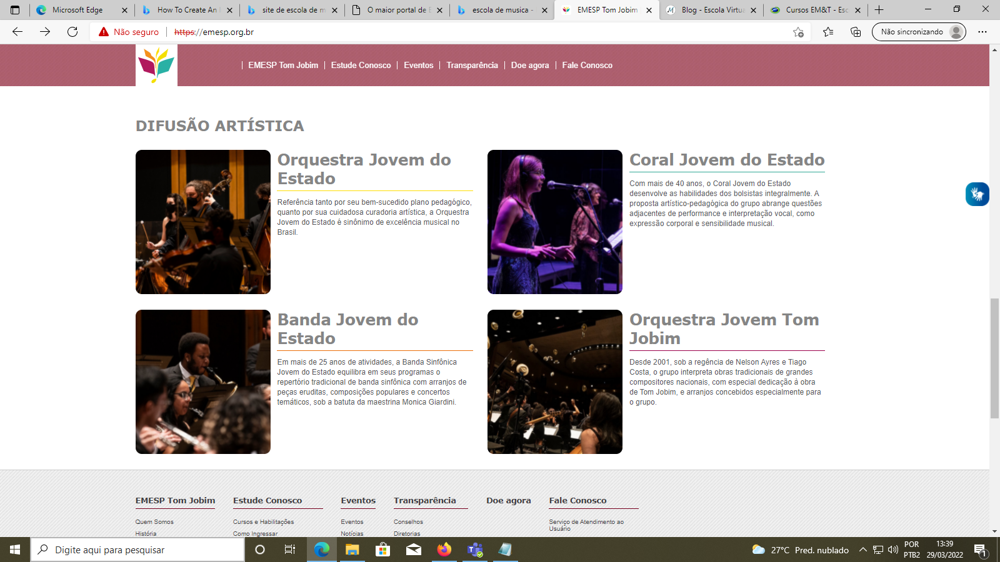 Microsoft Edge
How To Create An
site de escola de m
O maior portal de E
escola de musica -
EMESP Tom Jobim
Blog - Escola Virtua
Cursos EM&T - Esc
Não seguro
https://emesp.org.br
Não sincronizando
EMESP Tom Jobim
Estude Conosco
Eventos
Transparência
Doe agora
Fale Conosco
DIFUSÃO ARTÍSTICA
Orquestra Jovem do
Estado
Referência tanto por seu bem-sucedido plano pedagógico,
quanto por sua cuidadosa curadoria artística, a Orquestra
Jovem do Estado é sinônimo de excelência musical no
Brasil.
Coral Jovem do Estado
Com mais de 40 anos, o Coral Jovem do Estado
desenvolve as habilidades dos bolsistas integralmente. A
proposta artístico-pedagógica do grupo abrange questões
adjacentes de performance e interpretação vocal, como
expressão corporal e sensibilidade musical.
Banda Jovem do
Estado
Em mais de 25 anos de atividades, a Banda Sinfônica
Jovem do Estado equilibra em seus programas o
repertório tradicional de banda sinfônica com arranjos de
peças eruditas, composições populares e concertos
temáticos, sob a batuta da maestrina Monica Giardini.
Orquestra Jovem Tom
Jobim
Desde 2001, sob a regência de Nelson Ayres e Tiago
Costa, o grupo interpreta obras tradicionais de grandes
compositores nacionais, com especial dedicação à obra
de Tom Jobim, e arranjos concebidos especialmente para
o grupo.
EMESP Tom Jobim
Quem Somos
História
Estude Conosco
Cursos e Habilitações
Como Ingressar
Eventos
Eventos
Notícias
Transparência
Conselhos
Diretorias
Doe agora
Fale Conosco
Serviço de Atendimento ao
Usuário
Digite aqui para pesquisar
27°C Pred. nublado
POR
PTB2
13:39
29/03/2022
1